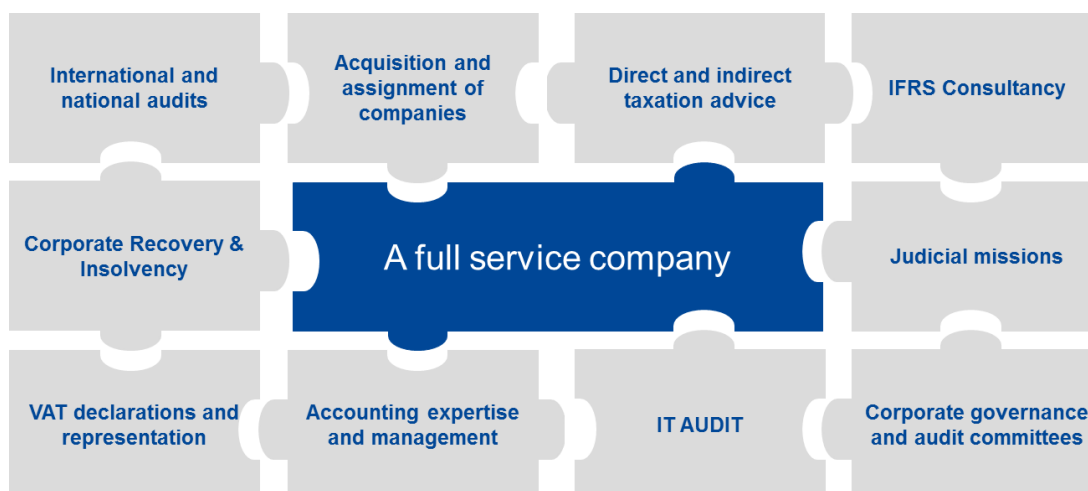 International and
national audits
Acquisition and
assignment of
companies
Direct and indirect
taxation advice
IFRS Consultancy
Corporate Recovery &
Insolvency
A full service company
Judicial missions
VAT declarations and
representation
Accounting expertise
and management
IT AUDIT
Corporate governance
and audit committees